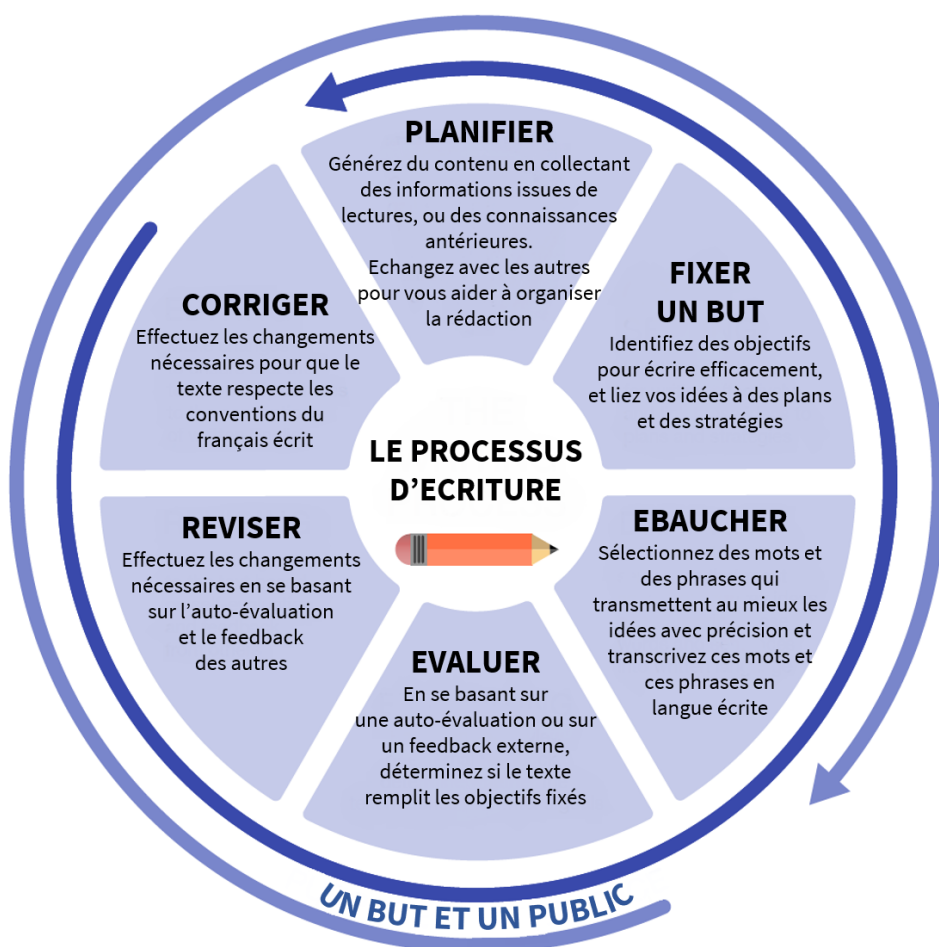 PLANIFIER
Générez du contenu en collectant
des informations issues de
lectures, ou des connaissances
antérieures.
Echangez avec les autres
pour vous aider à organiser
la rédaction
FIXER
UN BUT
Identifiez des objectifs
pour écrire efficacement,
et liez vos idées à des plans
et des stratégies
EBAUCHER
Sélectionnez des mots et
des phrases qui
transmettent au mieux les
idées avec précision et
transcrivez ces mots et
ces phrases en
langue écrite
EVALUER
En se basant sur
une auto-évaluation ou sur
un feedback externe,
déterminez si le texte
remplit les objectifs fixés
REVISER
Effectuez les changements
nécessaires en se basant
sur l'auto-évaluation
et le feedback
des autres
CORRIGER
Effectuez les changements
nécessaires pour que le
texte respecte les
conventions du
français écrit
LE PROCESSUS
D'ECRITURE
UN BUT ET UN PUBLIC